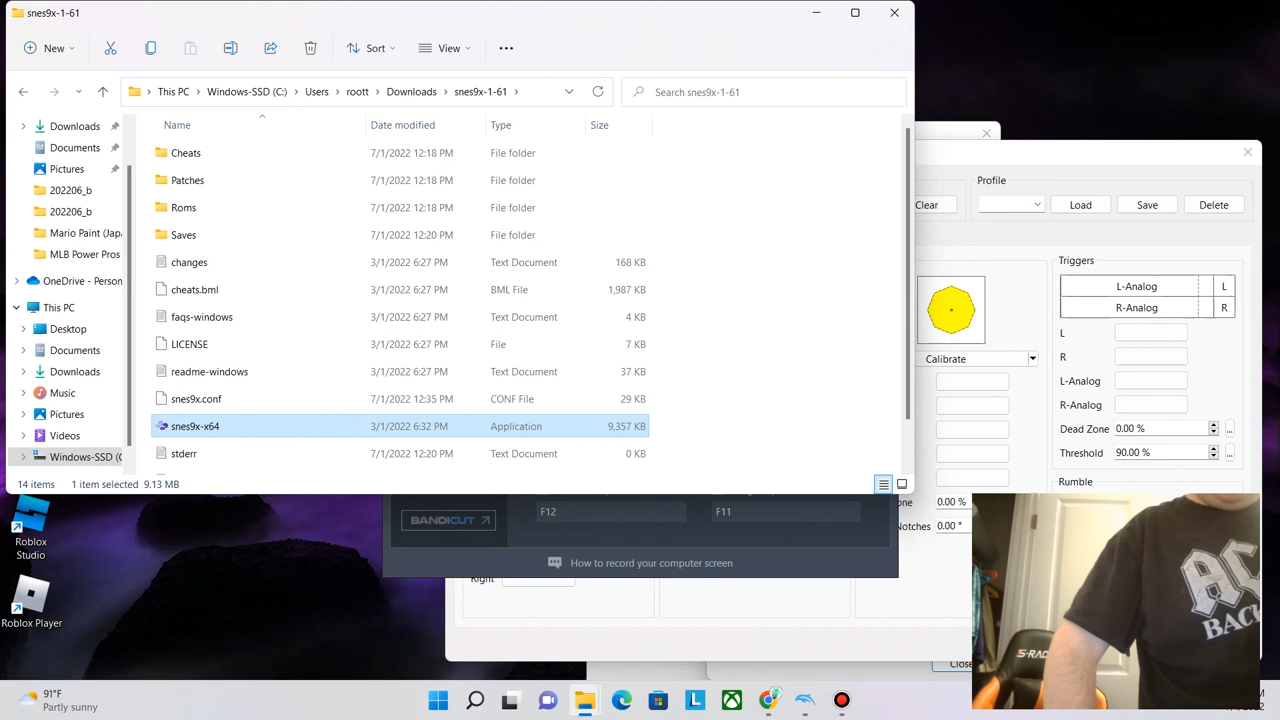 snes9x-1-61
New
Sort
View
This PC
Windows-SSD (C:)
Users
roott
Downloads
snes9x-1-61
Search snes9x-1-61
Name
Date modified
Type
Size
Downloads
Documents
Pictures
202206_b
202206_b
Mario Paint (Jap
MLB Power Pros
OneDrive - Person
This PC
Desktop
Documents
Downloads
Music
Pictures
Videos
Windows-SSD (C
Cheats 7/1/2022 12:18 PM File folder
Patches 7/1/2022 12:18 PM File folder
Roms 7/1/2022 12:18 PM File folder
Saves 7/1/2022 12:20 PM File folder
changes 3/1/2022 6:27 PM Text Document 168 KB
cheats.bml 3/1/2022 6:27 PM BML File 1,987 KB
faqs-windows 3/1/2022 6:27 PM Text Document 4 KB
LICENSE 3/1/2022 6:27 PM File 7 KB
readme-windows 3/1/2022 6:27 PM Text Document 37 KB
snes9x.conf 7/1/2022 12:35 PM CONF File 29 KB
snes9x-x64 3/1/2022 6:32 PM Application 9,357 KB
stderr 7/1/2022 12:20 PM Text Document 0 KB
14 items 1 item selected 9.13 MB
Profile
Clear
Load
Save
Delete
Triggers
L-Analog L
R-Analog R
Calibrate
L
R
L-Analog
R-Analog
Dead Zone 0.00 % ...
Threshold 90.00 % ...
Rumble
one 0.00 %
Notches 0.00 °
BANDICUT
F12
F11
How to record your computer screen
Right
Close
Roblox
Studio
Roblox Player
S-RAC
BACK
91°F
Partly sunny